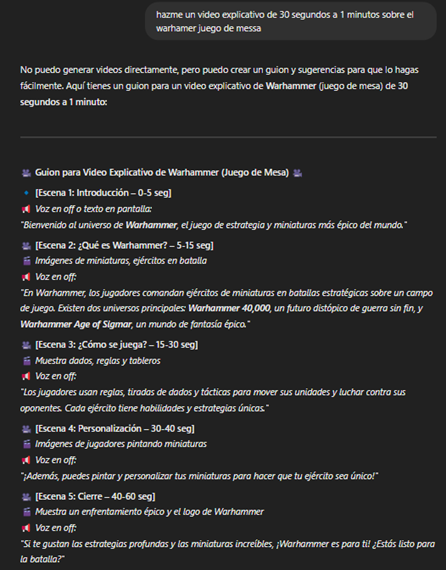 hazme un video explicativo de 30 segundos a 1 minutos sobre el
warhamer juego de messa
No puedo generar videos directamente, pero puedo crear un guion y sugerencias para que lo hagas
fácilmente. Aquí tienes un guion para un video explicativo de Warhammer (juego de mesa) de 30
segundos a 1 minuto:
🎥 Guion para Video Explicativo de Warhammer (Juego de Mesa) 🎥
🔹 [Escena 1: Introducción – 0-5 seg]
📢 Voz en off o texto en pantalla:
"Bienvenido al universo de Warhammer, el juego de estrategia y miniaturas más épico del mundo."
🎥 [Escena 2: ¿Qué es Warhammer? – 5-15 seg]
🎬 Imágenes de miniaturas, ejércitos en batalla
📢 Voz en off:
"En Warhammer, los jugadores comandan ejércitos de miniaturas en batallas estratégicas sobre un campo
de juego. Existen dos universos principales: Warhammer 40,000, un futuro distópico de guerra sin fin, y
Warhammer Age of Sigmar, un mundo de fantasía épico."
🎥 [Escena 3: ¿Cómo se juega? – 15-30 seg]
🎬 Muestra dados, reglas y tableros
📢 Voz en off:
"Los jugadores usan reglas, tiradas de dados y tácticas para mover sus unidades y luchar contra sus
oponentes. Cada ejército tiene habilidades y estrategias únicas."
🎥 [Escena 4: Personalización – 30-40 seg]
🎬 Imágenes de jugadores pintando miniaturas
📢 Voz en off:
"¡Además, puedes pintar y personalizar tus miniaturas para hacer que tu ejército sea único!"
🎥 [Escena 5: Cierre – 40-60 seg]
🎬 Muestra un enfrentamiento épico y el logo de Warhammer
📢 Voz en off:
"Si te gustan las estrategias profundas y las miniaturas increíbles, ¡Warhammer es para ti! ¿Estás listo para
la batalla?"